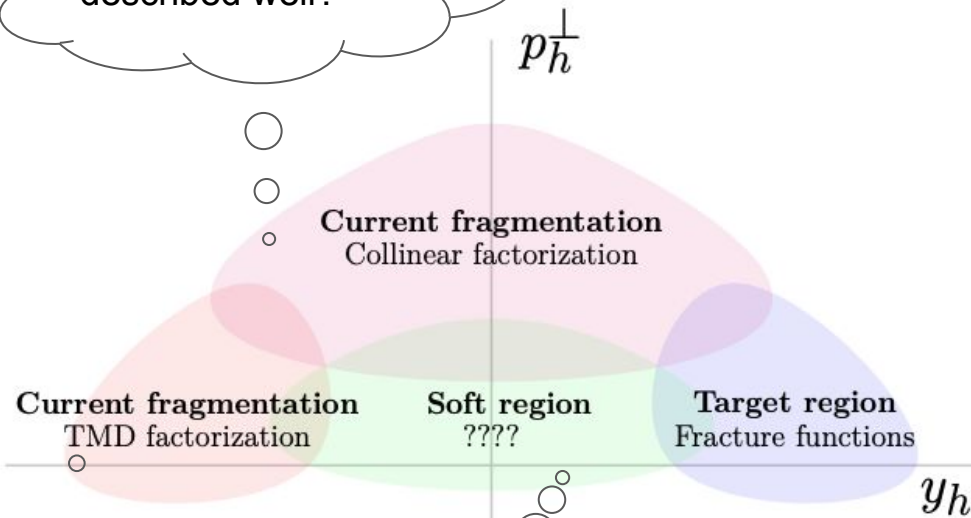 described well?
p_h^⊥
Current fragmentation
Collinear factorization
Current fragmentation
TMD factorization
Soft region
????
Target region
Fracture functions
y_h